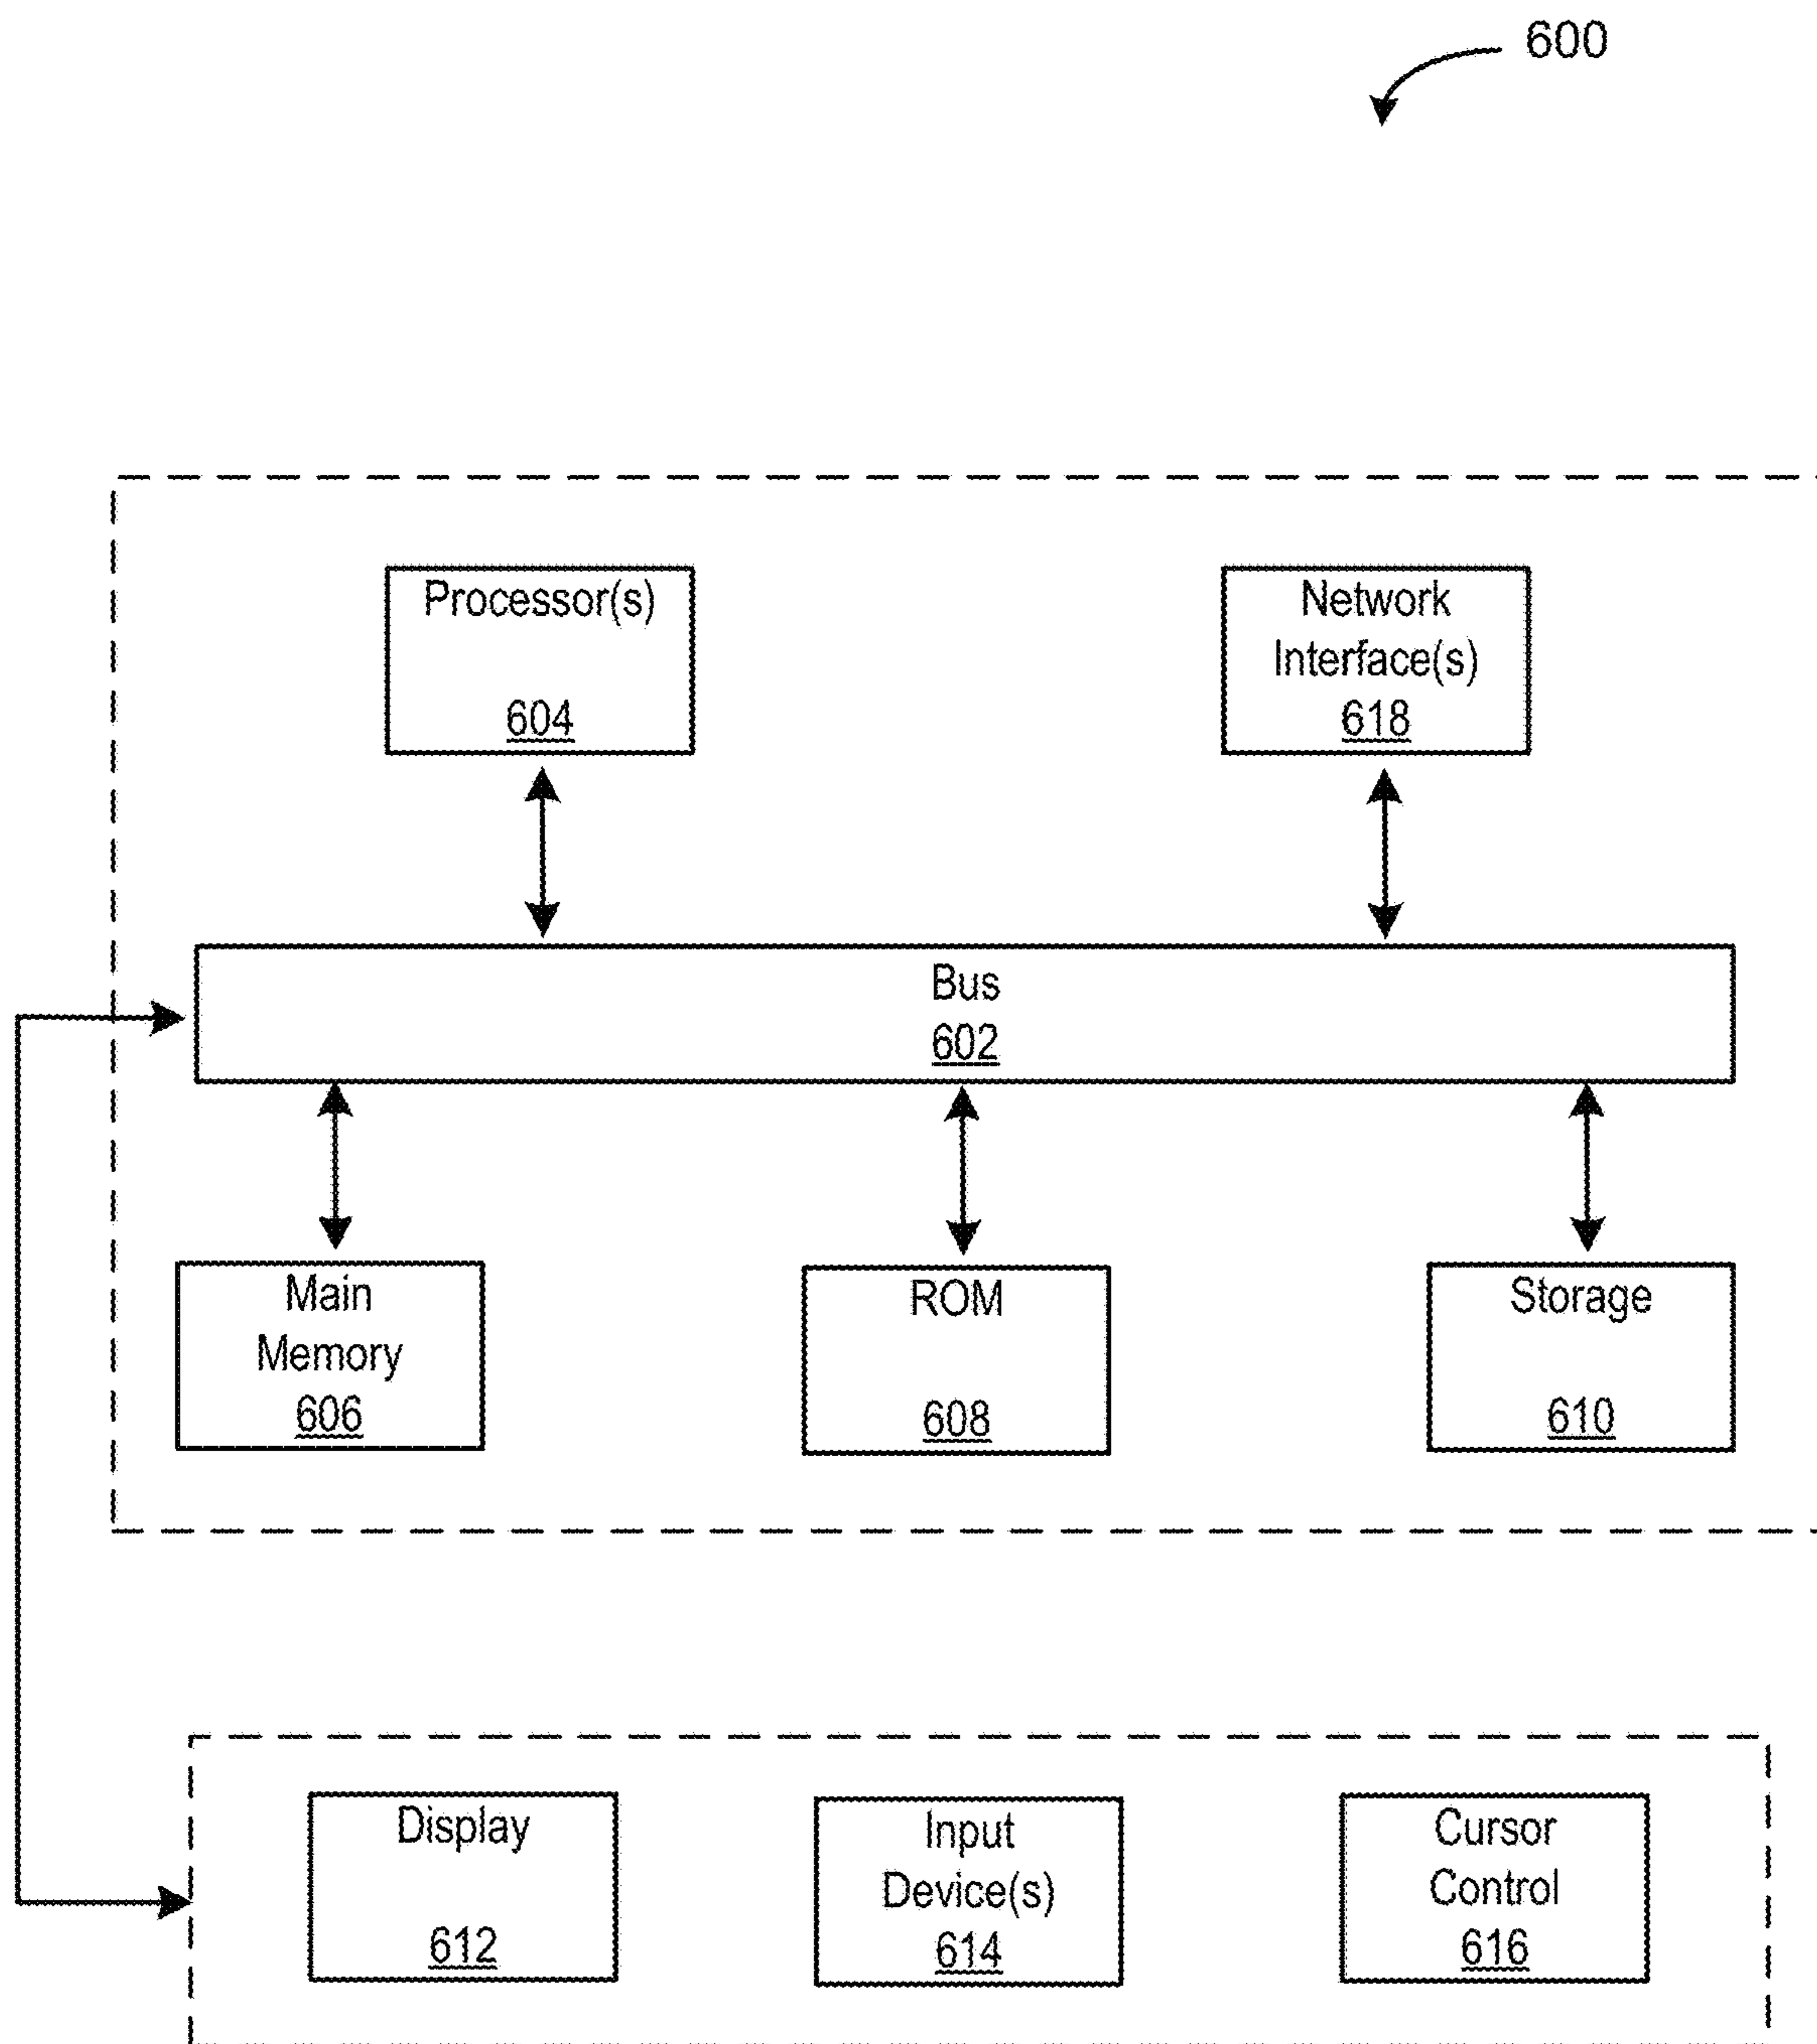 600
Processor(s)
604
Network
Interface(s)
618
Bus
602
Main
Memory
606
ROM
608
Storage
610
Display
612
Input
Device(s)
614
Cursor
Control
616